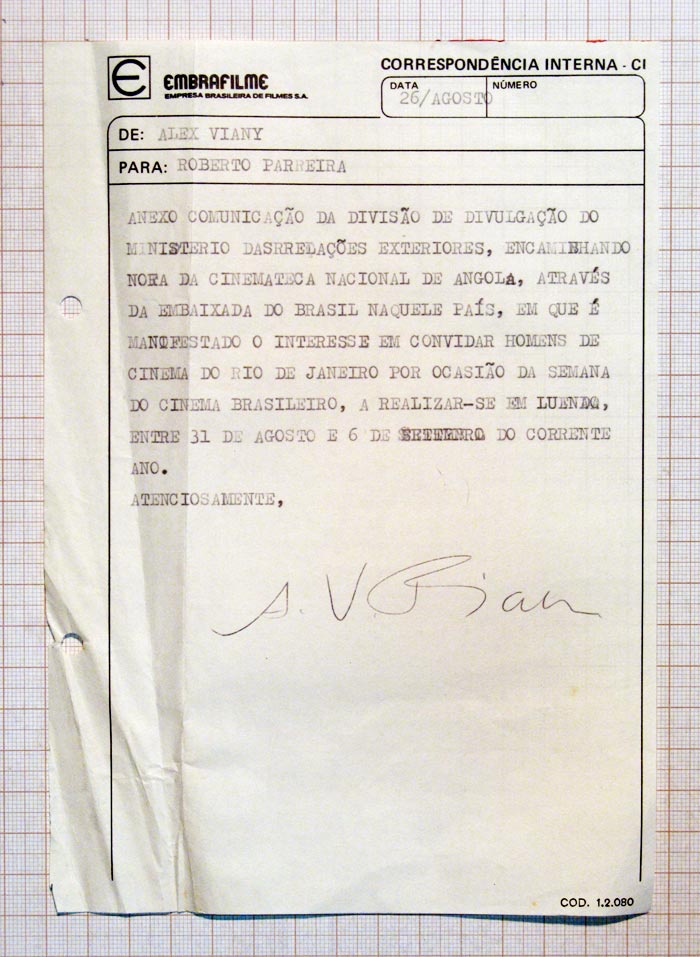 CORRESPONDÊNCIA INTERNA - CI
EMBRAFILME
EMPRESA BRASILEIRA DE FILMES S.A.
DATA
NÚMERO
26/AGOSTO
DE: ALEX VIANY
PARA: ROBERTO PARREIRA
ANEXO COMUNICAÇÃO DA DIVISÃO DE DIVULGAÇÃO DO
MINISTERIO DASRREDAÇÕES EXTERIORES, ENCAMINHANDO
NOTA DA CINEMATECA NACIONAL DE ANGOLA, ATRAVÉS
DA EMBAIXADA DO BRASIL NAQUELE PAÍS, EM QUE É
MANIFESTADO O INTERESSE EM CONVIDAR HOMENS DE
CINEMA DO RIO DE JANEIRO POR OCASIÃO DA SEMANA
DO CINEMA BRASILEIRO, A REALIZAR-SE EM LUENDA,
ENTRE 31 DE AGOSTO E 6 DE SETEMBRO DO CORRENTE
ANO.
ATENCIOSAMENTE,
COD. 1.2.080